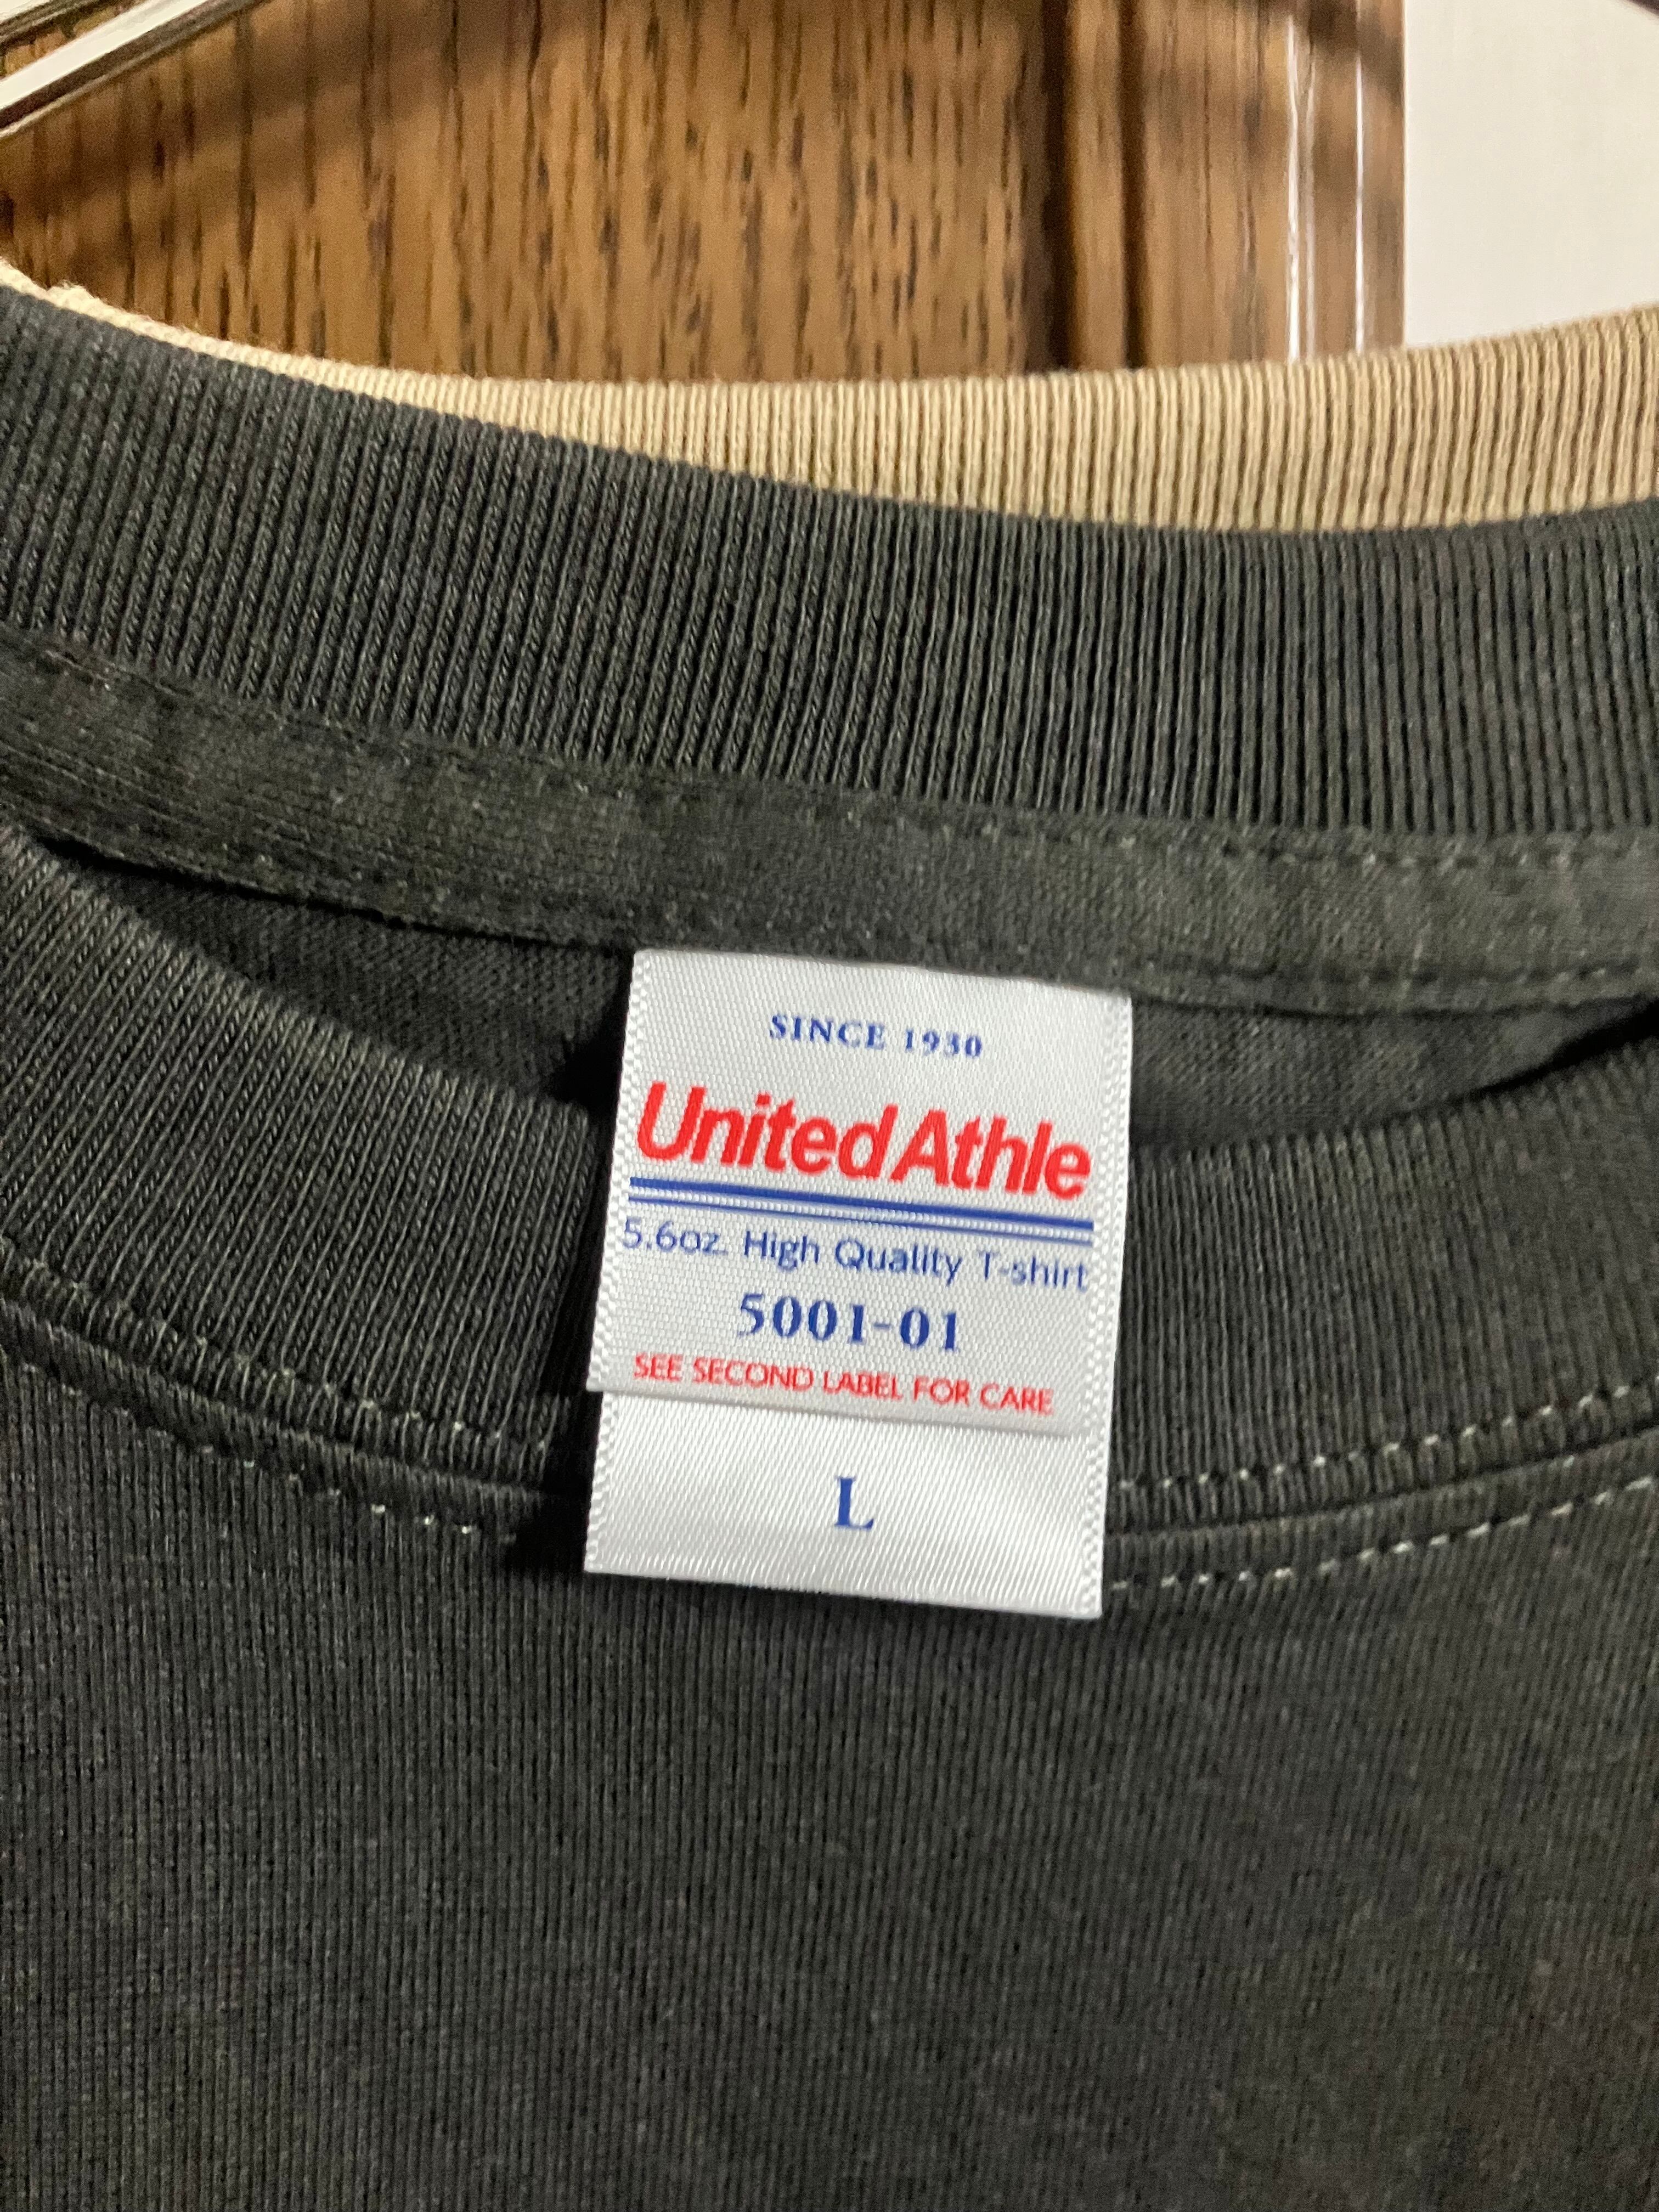 SINCE 1930
United Athle
5.6oz. High Quality T-shirt
5001-01
SEE SECOND LABEL FOR CARE
L